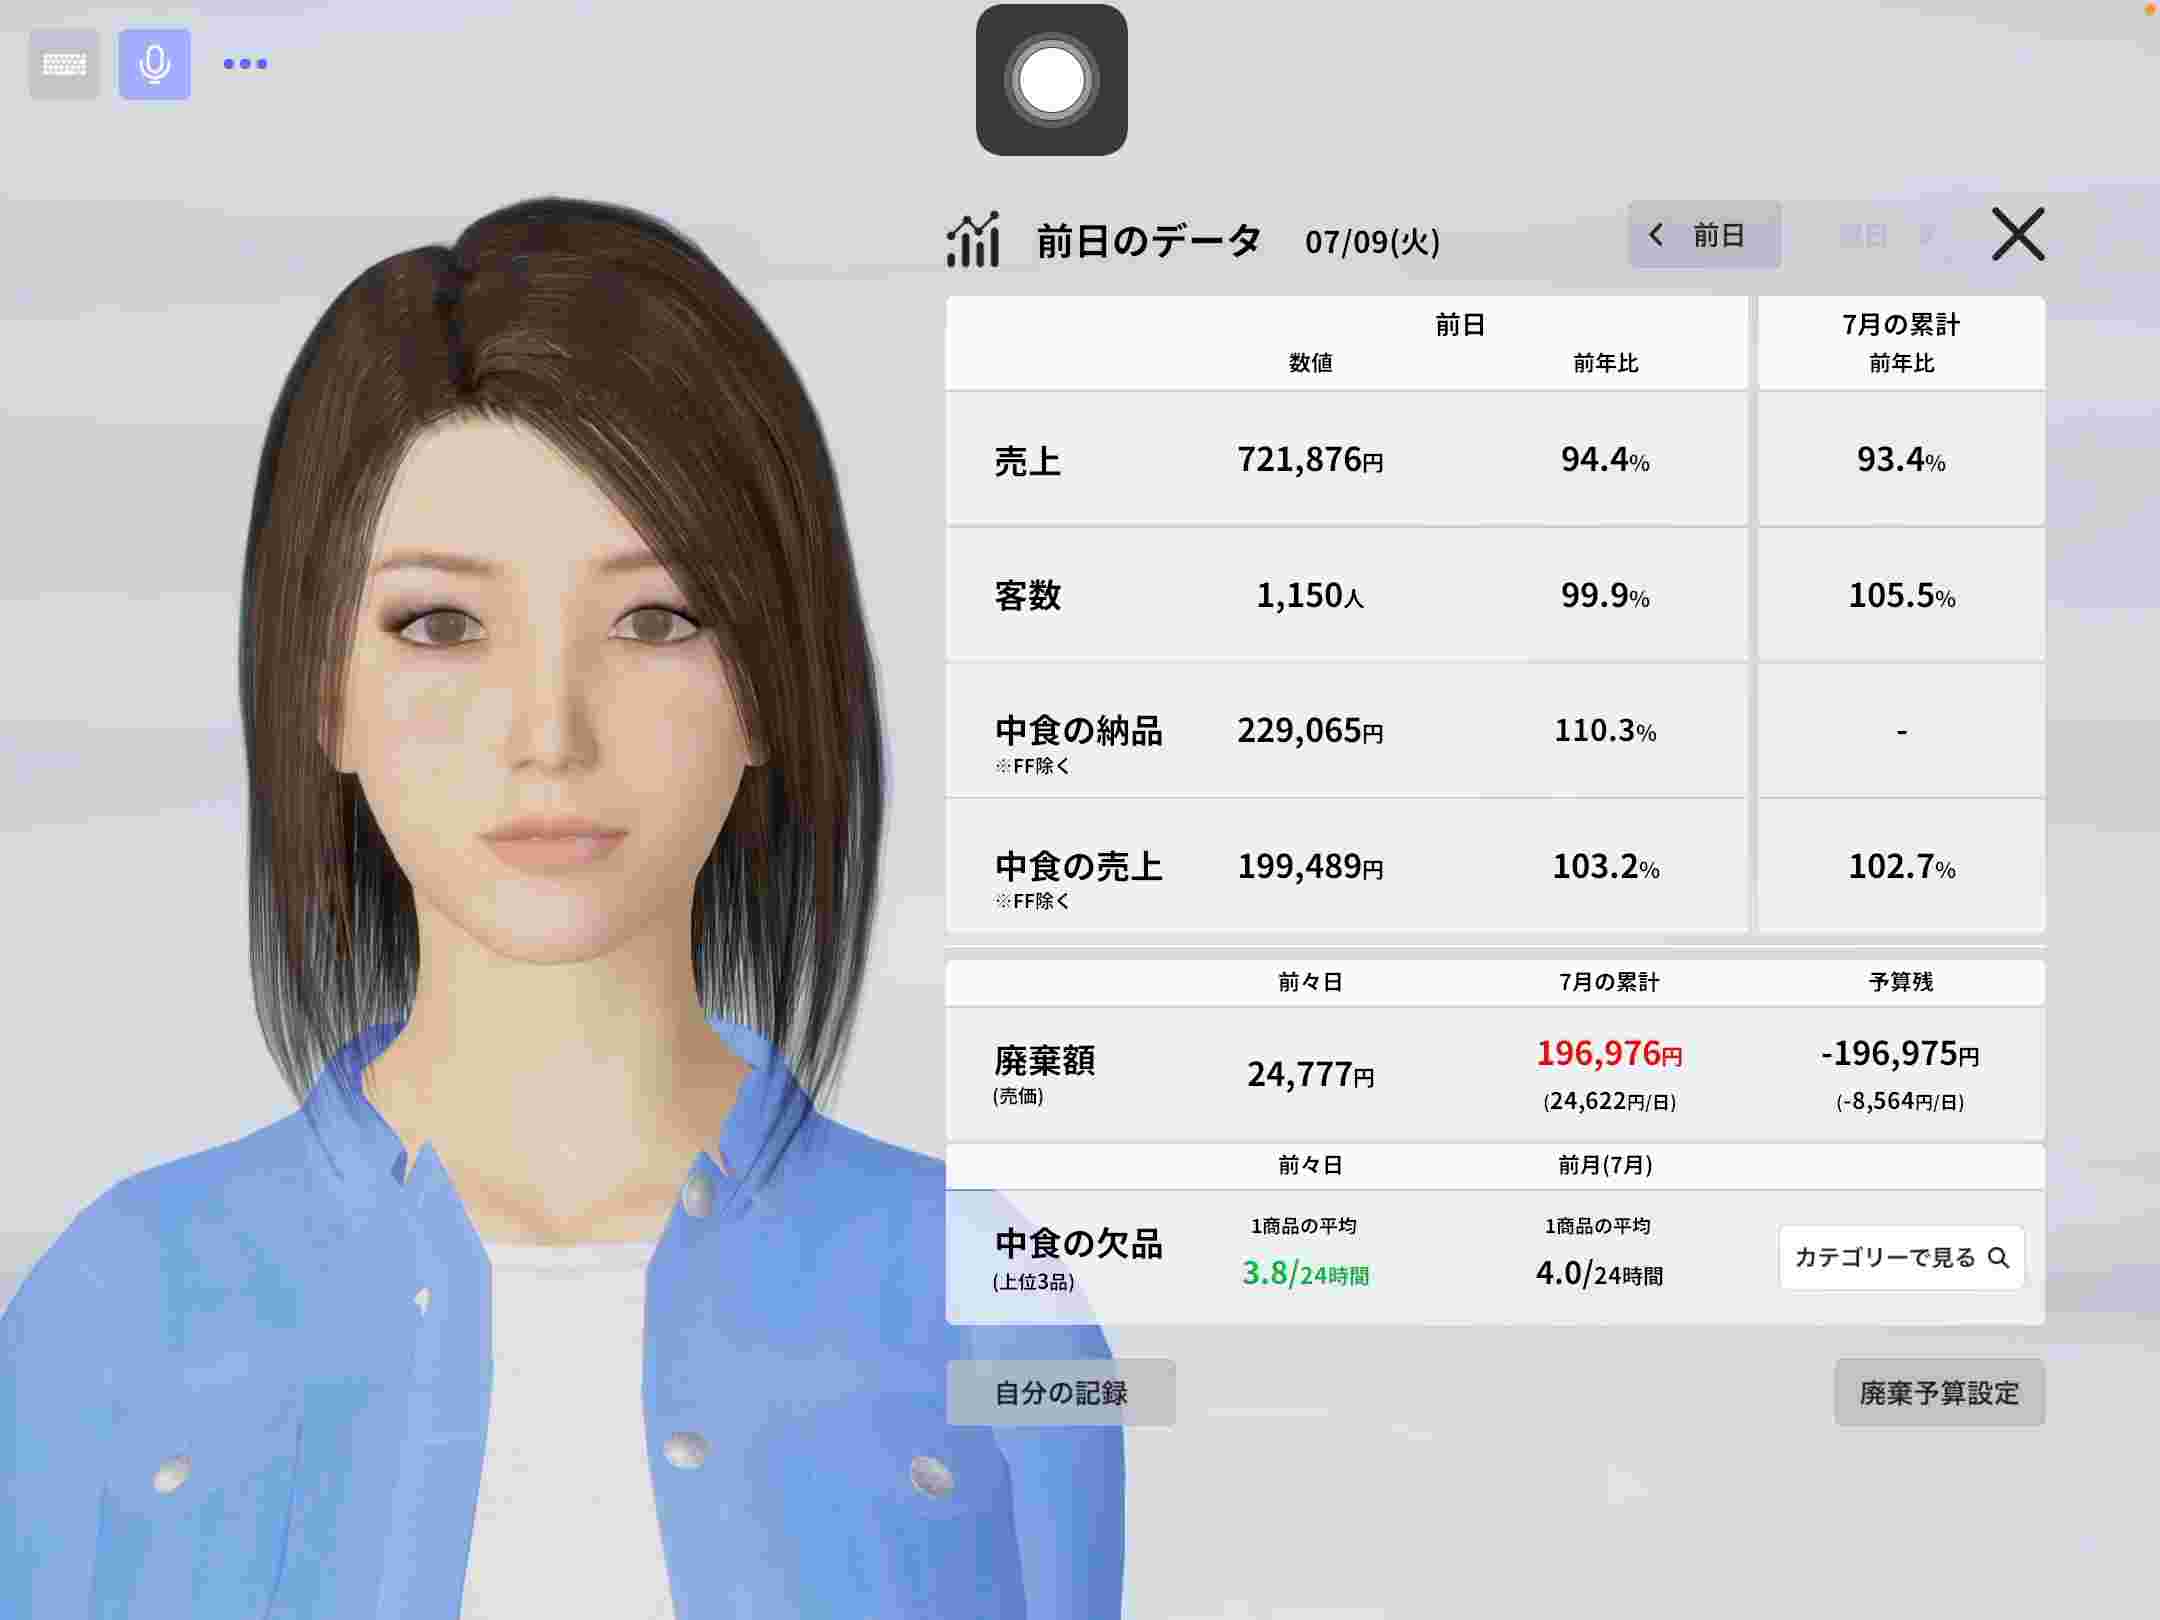 前日のデータ 07/09(火) 前日 翌日
前日 7月の累計
数値 前年比 前年比
売上 721,876円 94.4% 93.4%
客数 1,150人 99.9% 105.5%
中食の納品 229,065円 110.3% -
※FF除く
中食の売上 199,489円 103.2% 102.7%
※FF除く
前々日 7月の累計 予算残
廃棄額 24,777円 196,976円 -196,975円
(売価) (24,622円/日) (-8,564円/日)
前々日 前月(7月)
1商品の平均 1商品の平均
中食の欠品 3.8/24時間 4.0/24時間 カテゴリーで見る
(上位3品)
自分の記録 廃棄予算設定